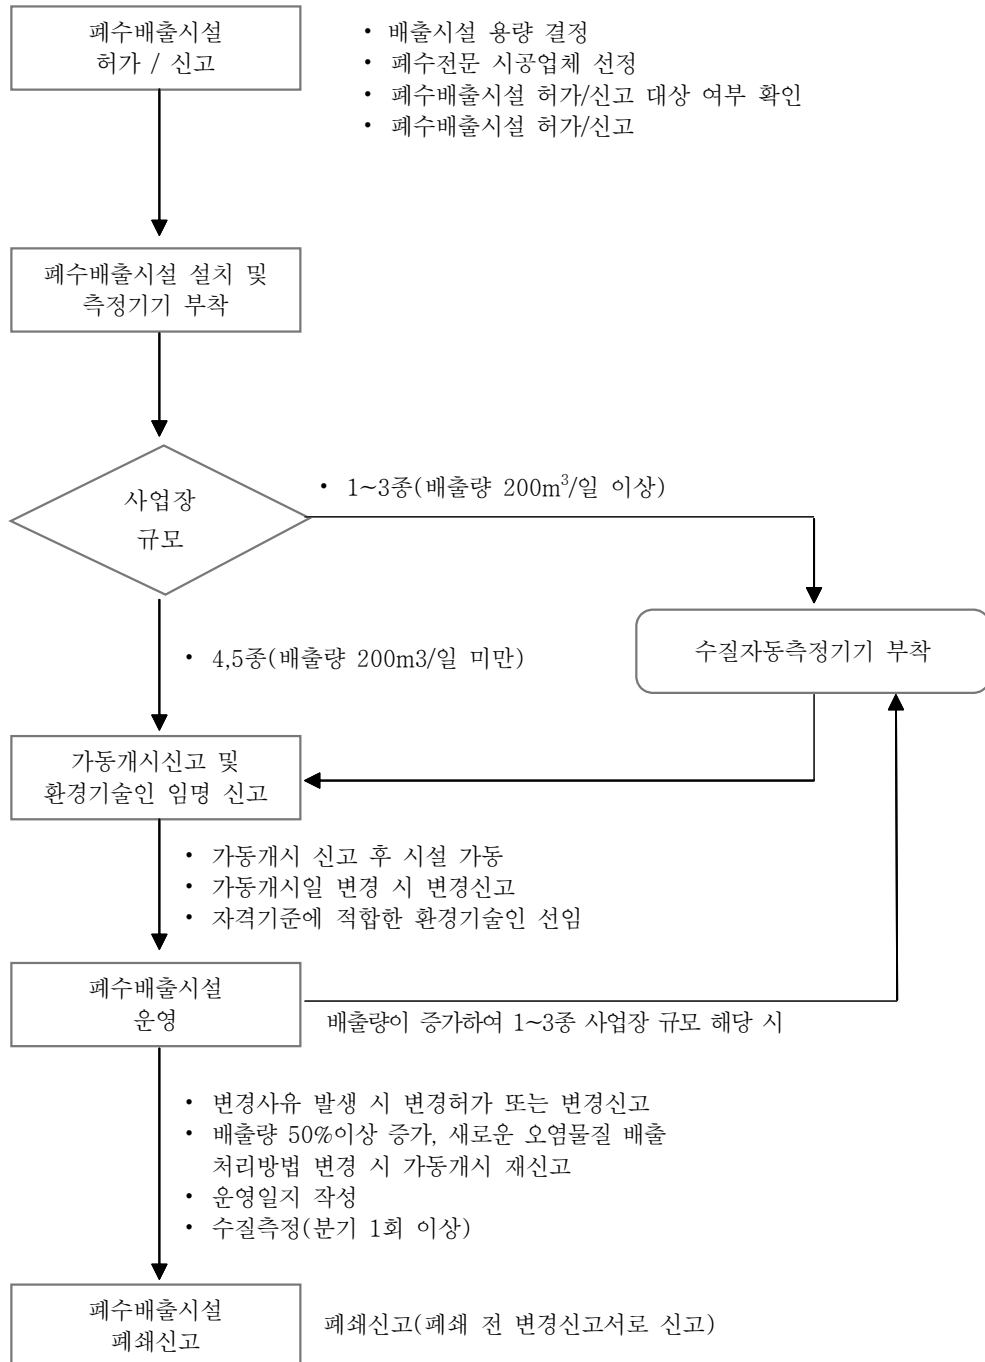 폐수배출시설
허가 / 신고
• 배출시설 용량 결정
• 폐수전문 시공업체 선정
• 폐수배출시설 허가/신고 대상 여부 확인
• 폐수배출시설 허가/신고
폐수배출시설 설치 및
측정기기 부착
사업장
규모
• 1~3종(배출량 200m³/일 이상)
수질자동측정기기 부착
• 4,5종(배출량 200m3/일 미만)
가동개시신고 및
환경기술인 임명 신고
• 가동개시 신고 후 시설 가동
• 가동개시일 변경 시 변경신고
• 자격기준에 적합한 환경기술인 선임
폐수배출시설
운영
배출량이 증가하여 1~3종 사업장 규모 해당 시
• 변경사유 발생 시 변경허가 또는 변경신고
• 배출량 50%이상 증가, 새로운 오염물질 배출
처리방법 변경 시 가동개시 재신고
• 운영일지 작성
• 수질측정(분기 1회 이상)
폐수배출시설
폐쇄신고
폐쇄신고(폐쇄 전 변경신고서로 신고)